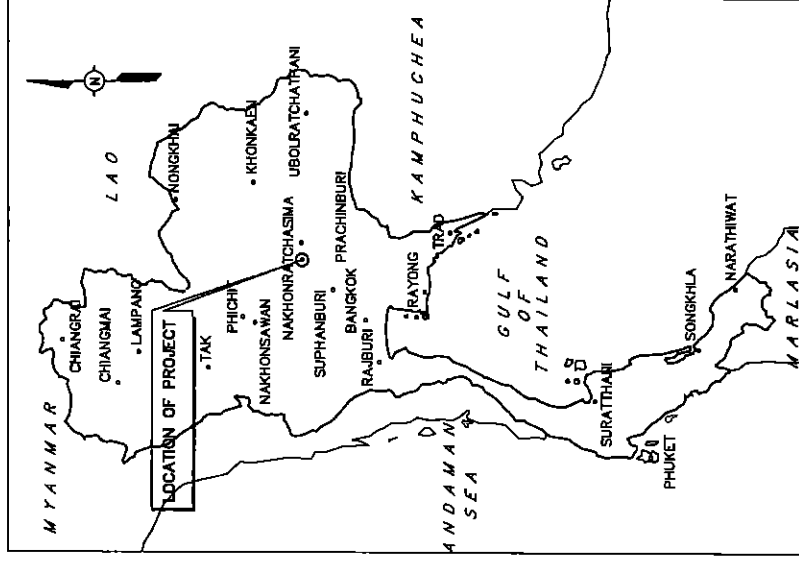 N
MYANMAR
LAO
CHIANGRAI
CHIANGMAI
LAMPANG
NONGKHAI
LOCATION OF PROJECT
TAK
PHICHI
KHONKAEN
NAKHONSAWAN
NAKHONRATCHASIMA
UBOLRATCHATHANI
SUPHANBURI
PRACHINBURI
BANGKOK
RAJBURI
KAMPHUCHEA
RAYONG
TRAD
ANDAMAN
SEA
GULF
OF
THAILAND
SURATTHANI
PHUKET
SONGKHLA
NARATHIWAT
MARLASIA